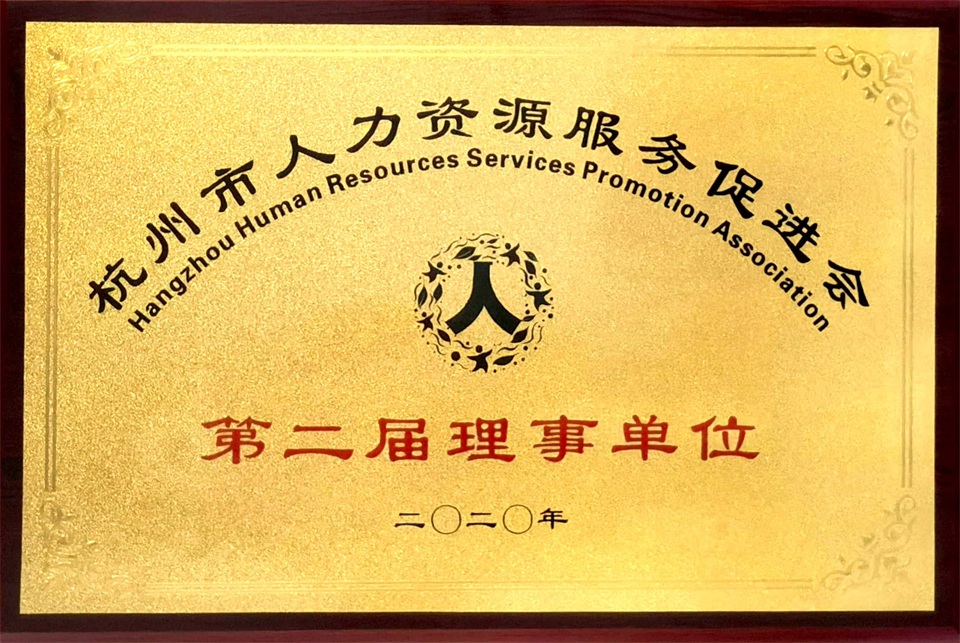 杭州市人力资源服务促进会
Hangzhou Human Resources Services Promotion Association
人
第二届理事单位
二〇二〇年